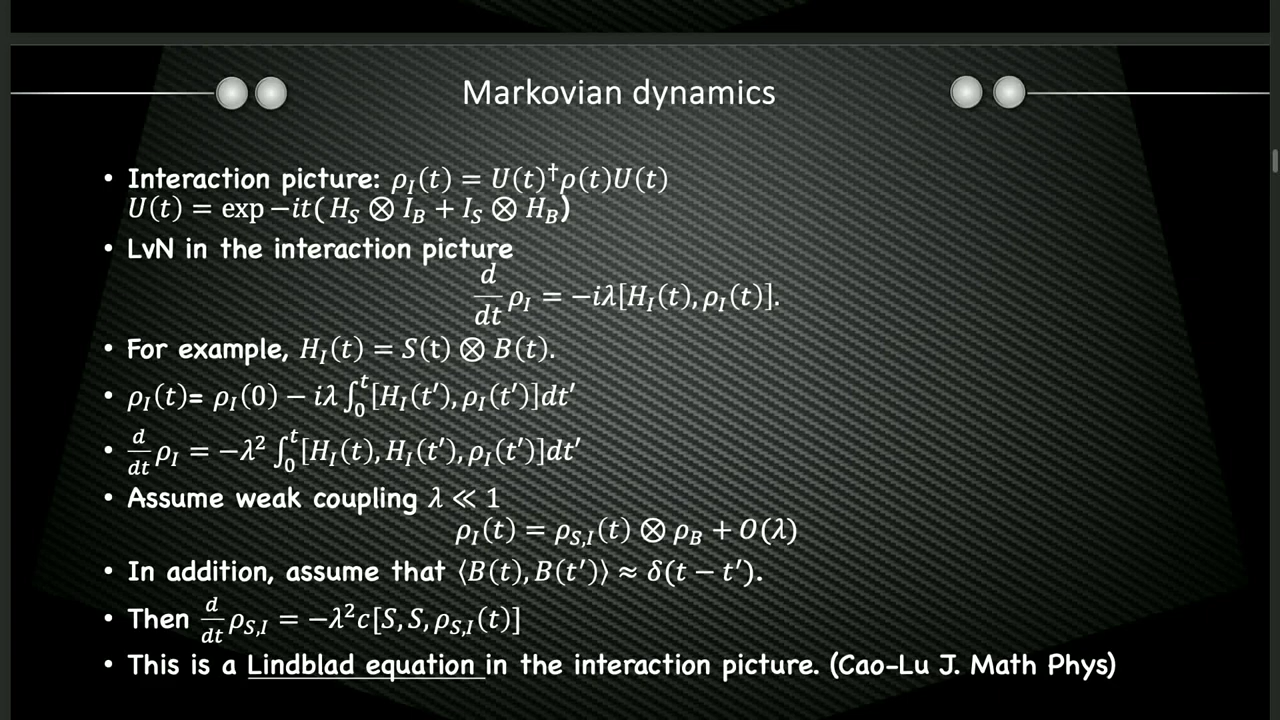 Markovian dynamics
• Interaction picture: ρ_I(t) = U(t)^†ρ(t)U(t)
U(t) = exp −it( H_S ⊗ I_B + I_S ⊗ H_B)
• LvN in the interaction picture
d/dt ρ_I = −iλ[H_I(t), ρ_I(t)].
• For example, H_I(t) = S(t) ⊗ B(t).
• ρ_I(t)= ρ_I(0) − iλ ∫_0^t[H_I(t′), ρ_I(t′)]dt′
• d/dt ρ_I = −λ² ∫_0^t[H_I(t), H_I(t′), ρ_I(t′)]dt′
• Assume weak coupling λ ≪ 1
ρ_I(t) = ρ_{S,I}(t) ⊗ ρ_B + O(λ)
• In addition, assume that ⟨B(t), B(t′)⟩ ≈ δ(t − t′).
• Then d/dt ρ_{S,I} = −λ²c[S, S, ρ_{S,I}(t)]
• This is a Lindblad equation in the interaction picture. (Cao-Lu J. Math Phys)